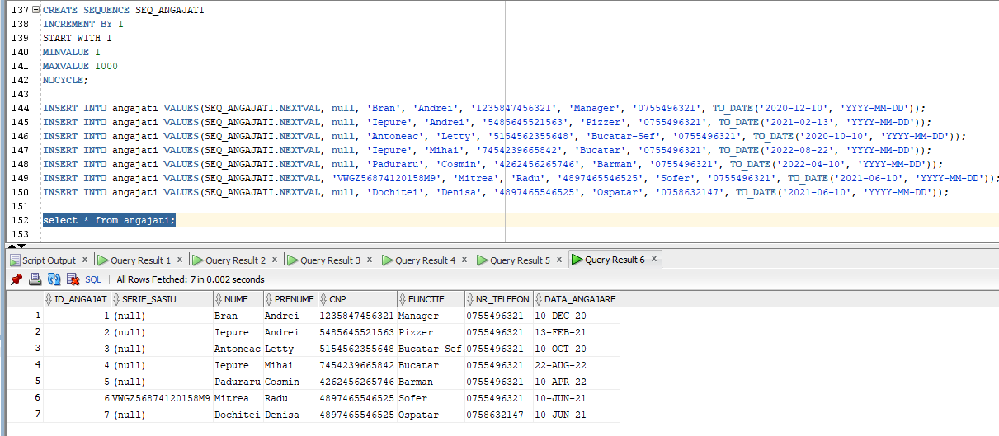 137 CREATE SEQUENCE SEQ_ANGAJATI
138 INCREMENT BY 1
139 START WITH 1
140 MINVALUE 1
141 MAXVALUE 1000
142 NOCYCLE;
143
144 INSERT INTO angajati VALUES(SEQ_ANGAJATI.NEXTVAL, null, 'Bran', 'Andrei', '1235847456321', 'Manager', '0755496321', TO_DATE('2020-12-10', 'YYYY-MM-DD'));
145 INSERT INTO angajati VALUES(SEQ_ANGAJATI.NEXTVAL, null, 'Iepure', 'Andrei', '5485645521563', 'Pizzer', '0755496321', TO_DATE('2021-02-13', 'YYYY-MM-DD'));
146 INSERT INTO angajati VALUES(SEQ_ANGAJATI.NEXTVAL, null, 'Antoneac', 'Letty', '5154562355648', 'Bucatar-Sef', '0755496321', TO_DATE('2020-10-10', 'YYYY-MM-DD'));
147 INSERT INTO angajati VALUES(SEQ_ANGAJATI.NEXTVAL, null, 'Iepure', 'Mihai', '7454239665842', 'Bucatar', '0755496321', TO_DATE('2022-08-22', 'YYYY-MM-DD'));
148 INSERT INTO angajati VALUES(SEQ_ANGAJATI.NEXTVAL, null, 'Paduraru', 'Cosmin', '4262456265746', 'Barman', '0755496321', TO_DATE('2022-04-10', 'YYYY-MM-DD'));
149 INSERT INTO angajati VALUES(SEQ_ANGAJATI.NEXTVAL, 'VWGZ56874120158M9', 'Mitrea', 'Radu', '4897465546525', 'Sofer', '0755496321', TO_DATE('2021-06-10', 'YYYY-MM-DD'));
150 INSERT INTO angajati VALUES(SEQ_ANGAJATI.NEXTVAL, null, 'Dochitei', 'Denisa', '4897465546525', 'Ospatar', '0758632147', TO_DATE('2021-06-10', 'YYYY-MM-DD'));
151
152 select * from angajati;
153
Script Output x Query Result 1 x Query Result 2 x Query Result 3 x Query Result 4 x Query Result 5 x Query Result 6 x
SQL | All Rows Fetched: 7 in 0.002 seconds
ID_ANGAJAT SERIE_SASIU NUME PRENUME CNP FUNCTIE NR_TELEFON DATA_ANGAJARE
1 1 (null) Bran Andrei 1235847456321 Manager 0755496321 10-DEC-20
2 2 (null) Iepure Andrei 5485645521563 Pizzer 0755496321 13-FEB-21
3 3 (null) Antoneac Letty 5154562355648 Bucatar-Sef 0755496321 10-OCT-20
4 4 (null) Iepure Mihai 7454239665842 Bucatar 0755496321 22-AUG-22
5 5 (null) Paduraru Cosmin 4262456265746 Barman 0755496321 10-APR-22
6 6 VWGZ56874120158M9 Mitrea Radu 4897465546525 Sofer 0755496321 10-JUN-21
7 7 (null) Dochitei Denisa 4897465546525 Ospatar 0758632147 10-JUN-21